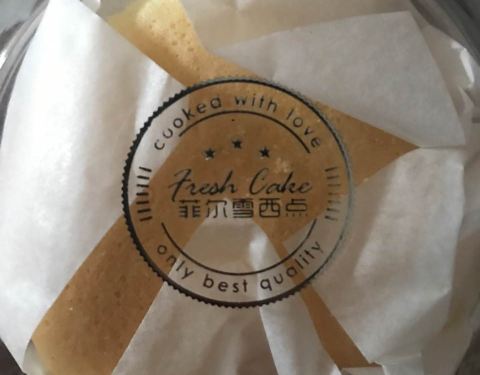 cooked with love
Fresh Cake
菲尔雪西点
only best quality